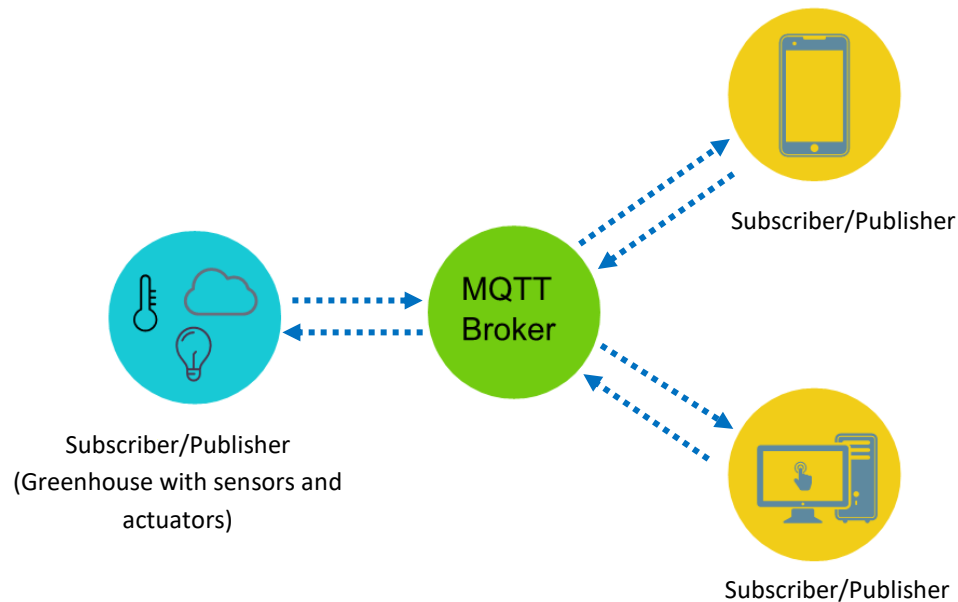 Subscriber/Publisher
MQTT
Broker
Subscriber/Publisher
(Greenhouse with sensors and
actuators)
Subscriber/Publisher